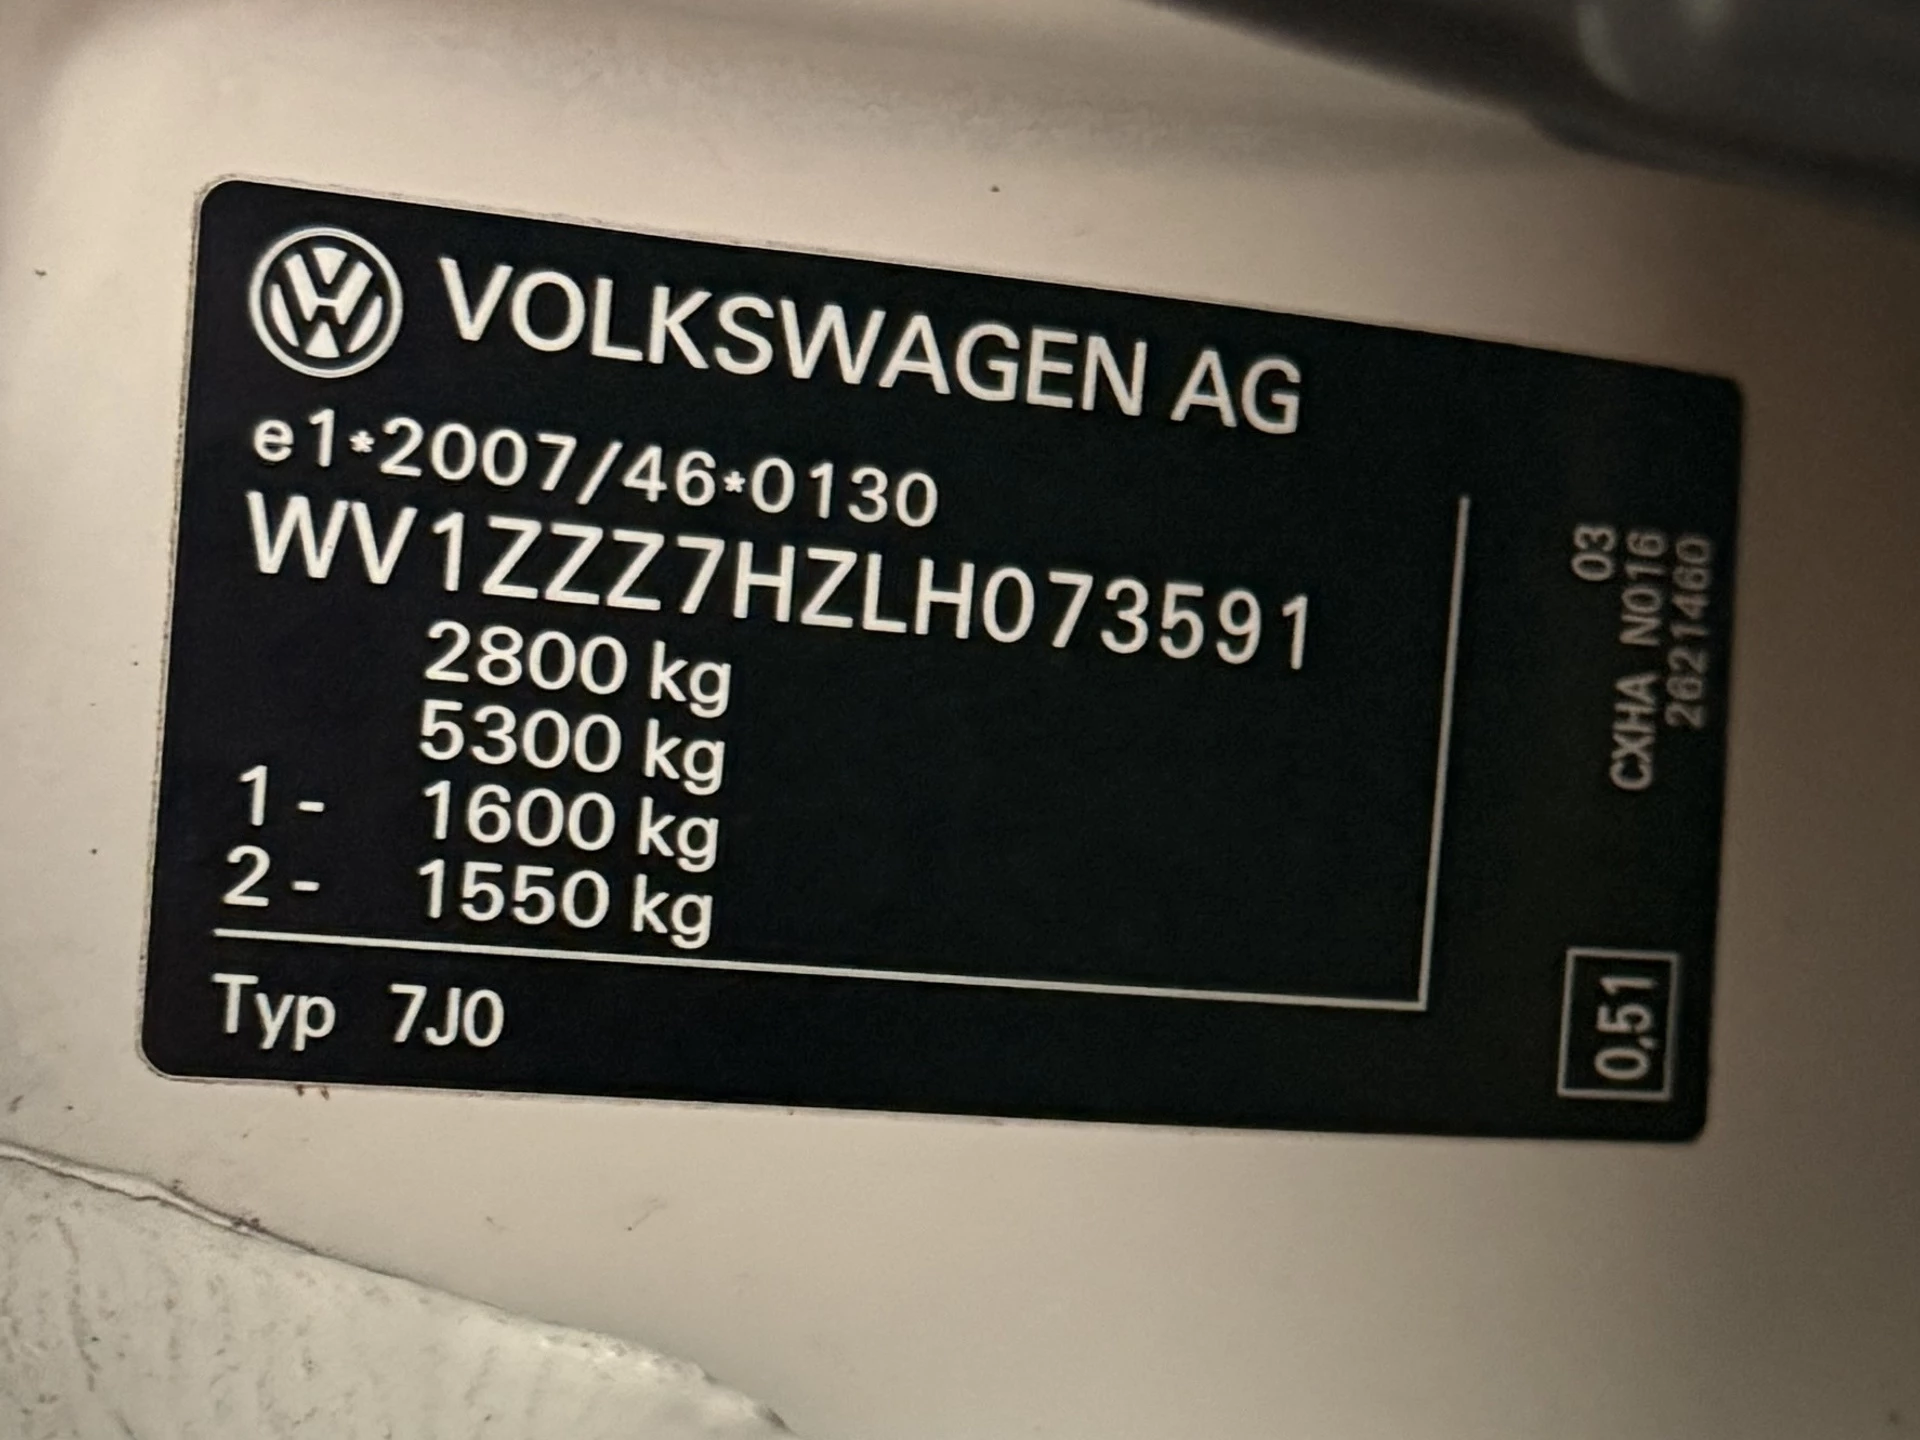 VOLKSWAGEN AG
e1*2007/46*0130
WV1ZZZ7HZLH073591
2800 kg
5300 kg
1 - 1600 kg
2 - 1550 kg
Typ 7J0
03
CXHA N016
2621460
0,51